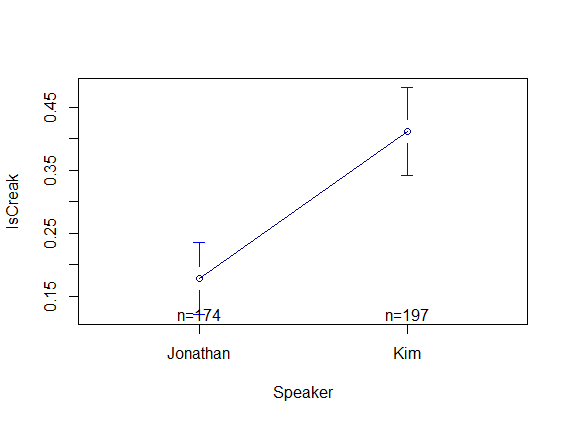 IsCreak
0.45
0.35
0.25
0.15
n=174
n=197
Jonathan
Kim
Speaker